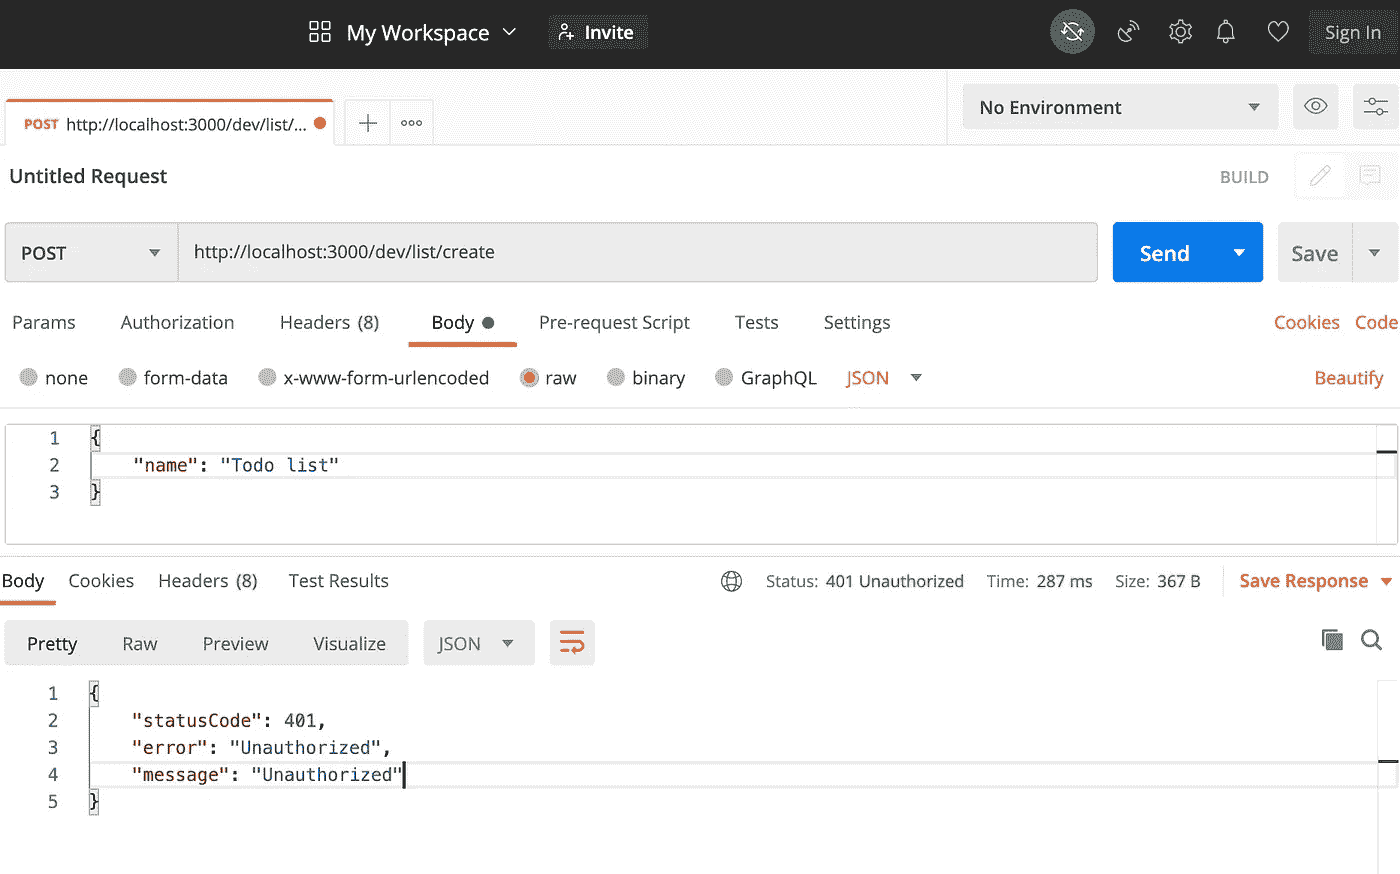 My Workspace Invite Sign In
POST http://localhost:3000/dev/list/... No Environment
Untitled Request BUILD
POST http://localhost:3000/dev/list/create Send Save
Params Authorization Headers (8) Body Pre-request Script Tests Settings Cookies Code
none form-data x-www-form-urlencoded raw binary GraphQL JSON Beautify
1 {
2 "name": "Todo list"
3 }
Body Cookies Headers (8) Test Results Status: 401 Unauthorized Time: 287 ms Size: 367 B Save Response
Pretty Raw Preview Visualize JSON
1 {
2 "statusCode": 401,
3 "error": "Unauthorized",
4 "message": "Unauthorized"
5 }